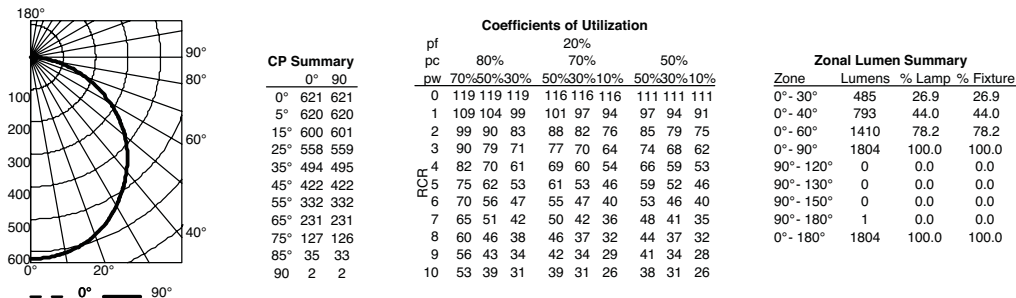 180°
90°
80°
100
200
60°
300
400
40°
500
600
0° 20°
0° 90°
CP Summary
0° 90
0° 621 621
5° 620 620
15° 600 601
25° 558 559
35° 494 495
45° 422 422
55° 332 332
65° 231 231
75° 127 126
85° 35 33
90 2 2
Coefficients of Utilization
pf 20%
pc 80% 70% 50%
pw 70%50%30% 50%30%10% 50%30%10%
RCR
0 119 119 119 116 116 116 111 111 111
1 109 104 99 101 97 94 97 94 91
2 99 90 83 88 82 76 85 79 75
3 90 79 71 77 70 64 74 68 62
4 82 70 61 69 60 54 66 59 53
5 75 62 53 61 53 46 59 52 46
6 70 56 47 55 47 40 53 46 40
7 65 51 42 50 42 36 48 41 35
8 60 46 38 46 37 32 44 37 32
9 56 43 34 42 34 29 41 34 28
10 53 39 31 39 31 26 38 31 26
Zonal Lumen Summary
Zone Lumens % Lamp % Fixture
0°- 30° 485 26.9 26.9
0°- 40° 793 44.0 44.0
0°- 60° 1410 78.2 78.2
0°- 90° 1804 100.0 100.0
90°- 120° 0 0.0 0.0
90°- 130° 0 0.0 0.0
90°- 150° 0 0.0 0.0
90°- 180° 1 0.0 0.0
0°- 180° 1804 100.0 100.0